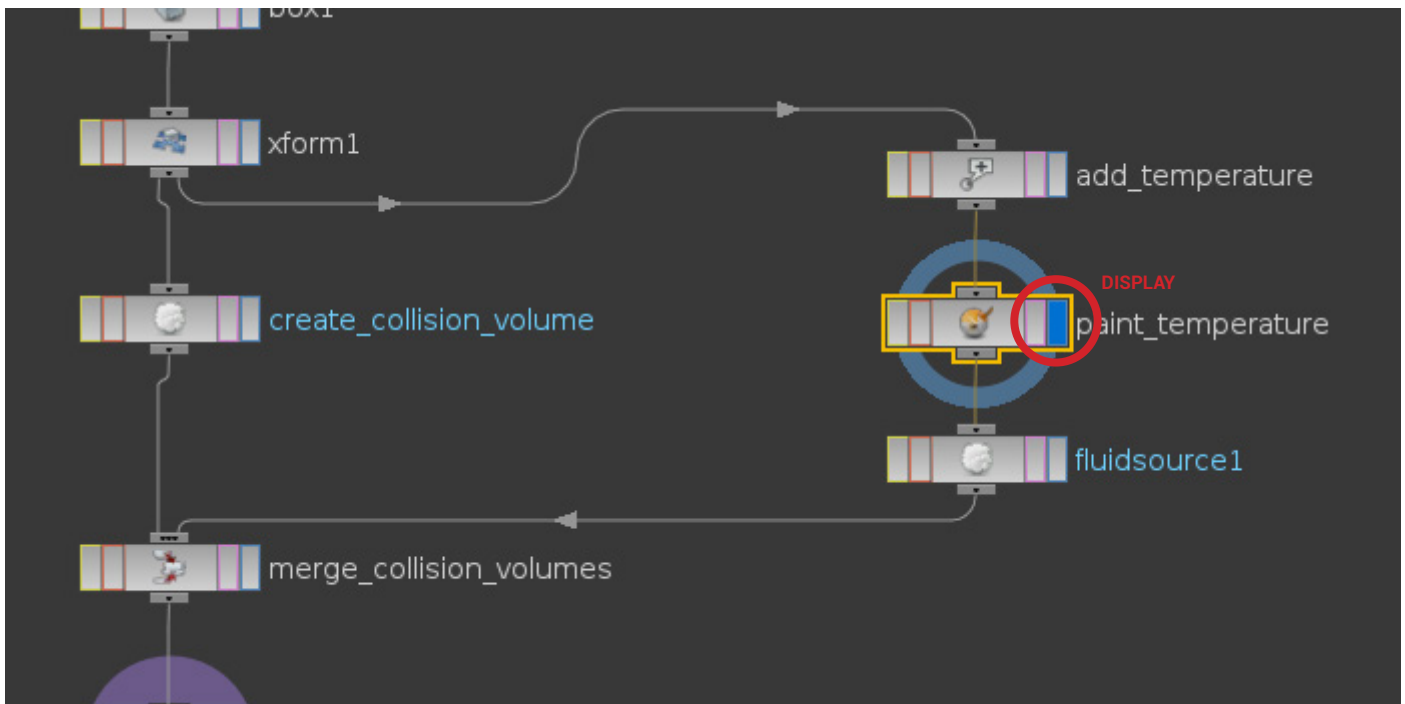 box1
xform1
add_temperature
DISPLAY
create_collision_volume
paint_temperature
fluidsource1
merge_collision_volumes